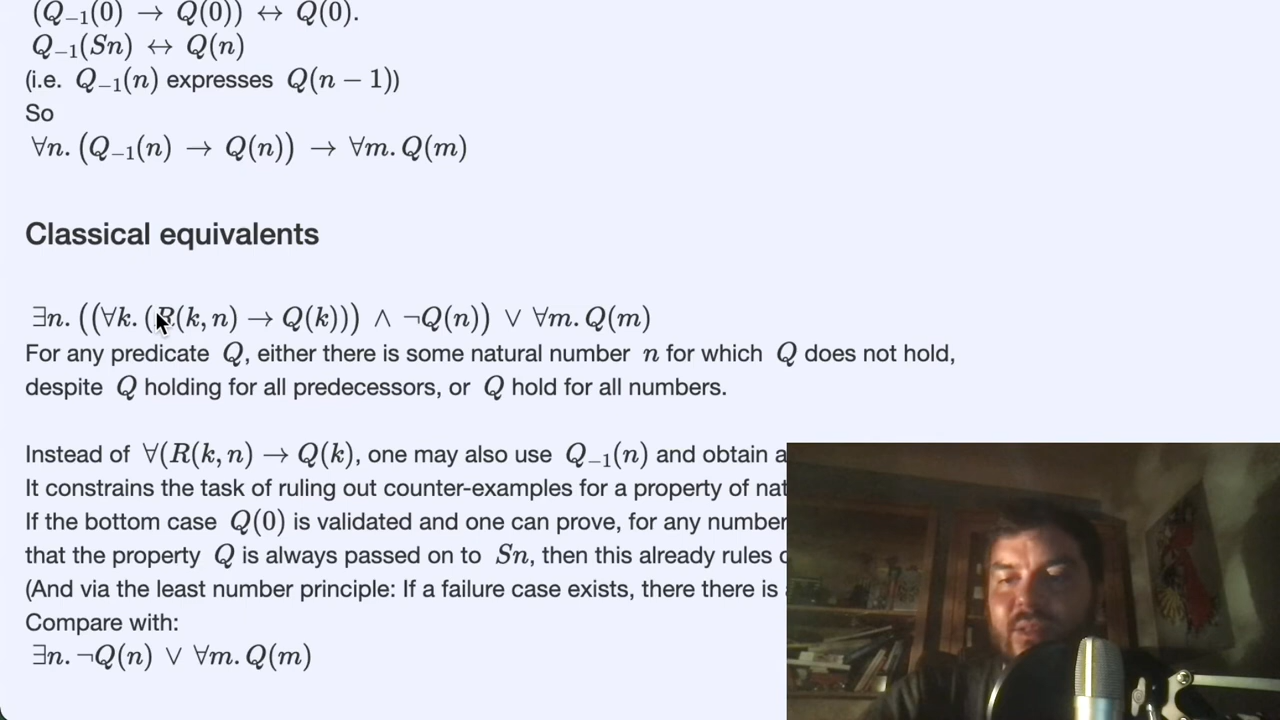 (Q₋₁(0) → Q(0)) ↔ Q(0).
Q₋₁(Sn) ↔ Q(n)
(i.e. Q₋₁(n) expresses Q(n − 1))
So
∀n. (Q₋₁(n) → Q(n)) → ∀m. Q(m)
Classical equivalents
∃n. ((∀k. (R(k, n) → Q(k))) ∧ ¬Q(n)) ∨ ∀m. Q(m)
For any predicate Q, either there is some natural number n for which Q does not hold,
despite Q holding for all predecessors, or Q hold for all numbers.
Instead of ∀(R(k, n) → Q(k), one may also use Q₋₁(n) and obtain a
It constrains the task of ruling out counter-examples for a property of nat
If the bottom case Q(0) is validated and one can prove, for any number
that the property Q is always passed on to Sn, then this already rules
(And via the least number principle: If a failure case exists, there there is
Compare with:
∃n. ¬Q(n) ∨ ∀m. Q(m)